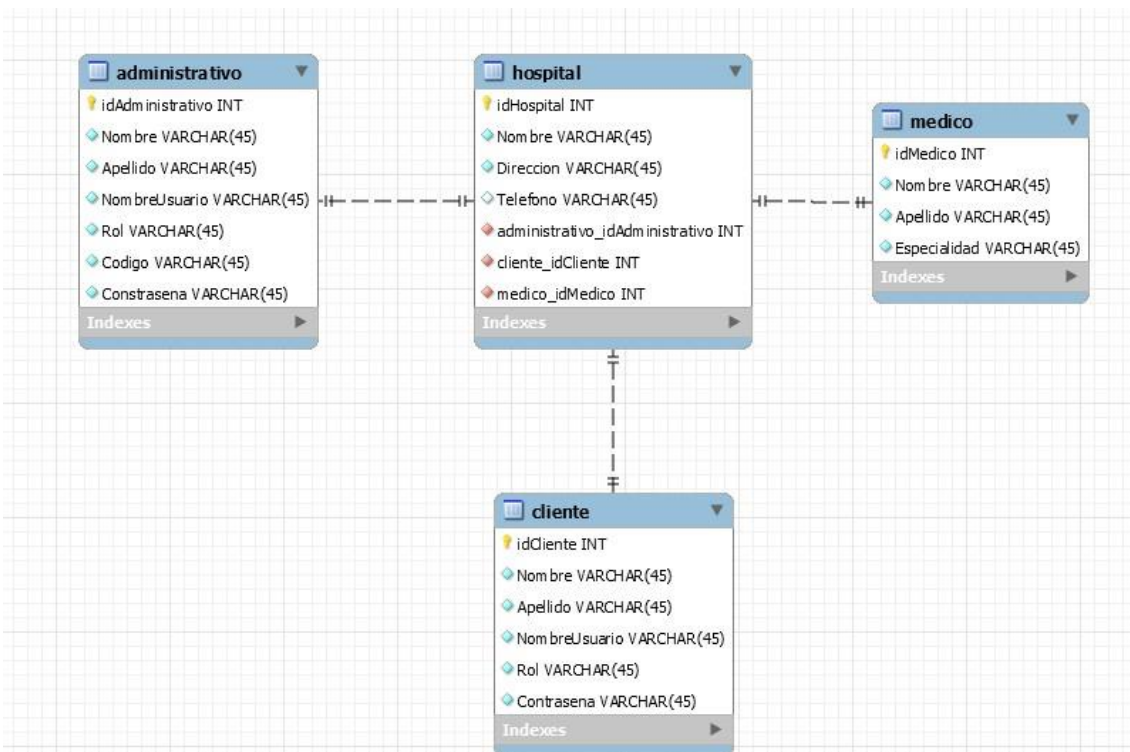 administrativo
idAdministrativo INT
Nombre VARCHAR(45)
Apellido VARCHAR(45)
NombreUsuario VARCHAR(45)
Rol VARCHAR(45)
Codigo VARCHAR(45)
Constrasena VARCHAR(45)
Indexes
hospital
idHospital INT
Nombre VARCHAR(45)
Direccion VARCHAR(45)
Telefono VARCHAR(45)
administrativo_idAdministrativo INT
cliente_idCliente INT
medico_idMedico INT
Indexes
medico
idMedico INT
Nombre VARCHAR(45)
Apellido VARCHAR(45)
Especialidad VARCHAR(45)
Indexes
cliente
idCliente INT
Nombre VARCHAR(45)
Apellido VARCHAR(45)
NombreUsuario VARCHAR(45)
Rol VARCHAR(45)
Contrasena VARCHAR(45)
Indexes